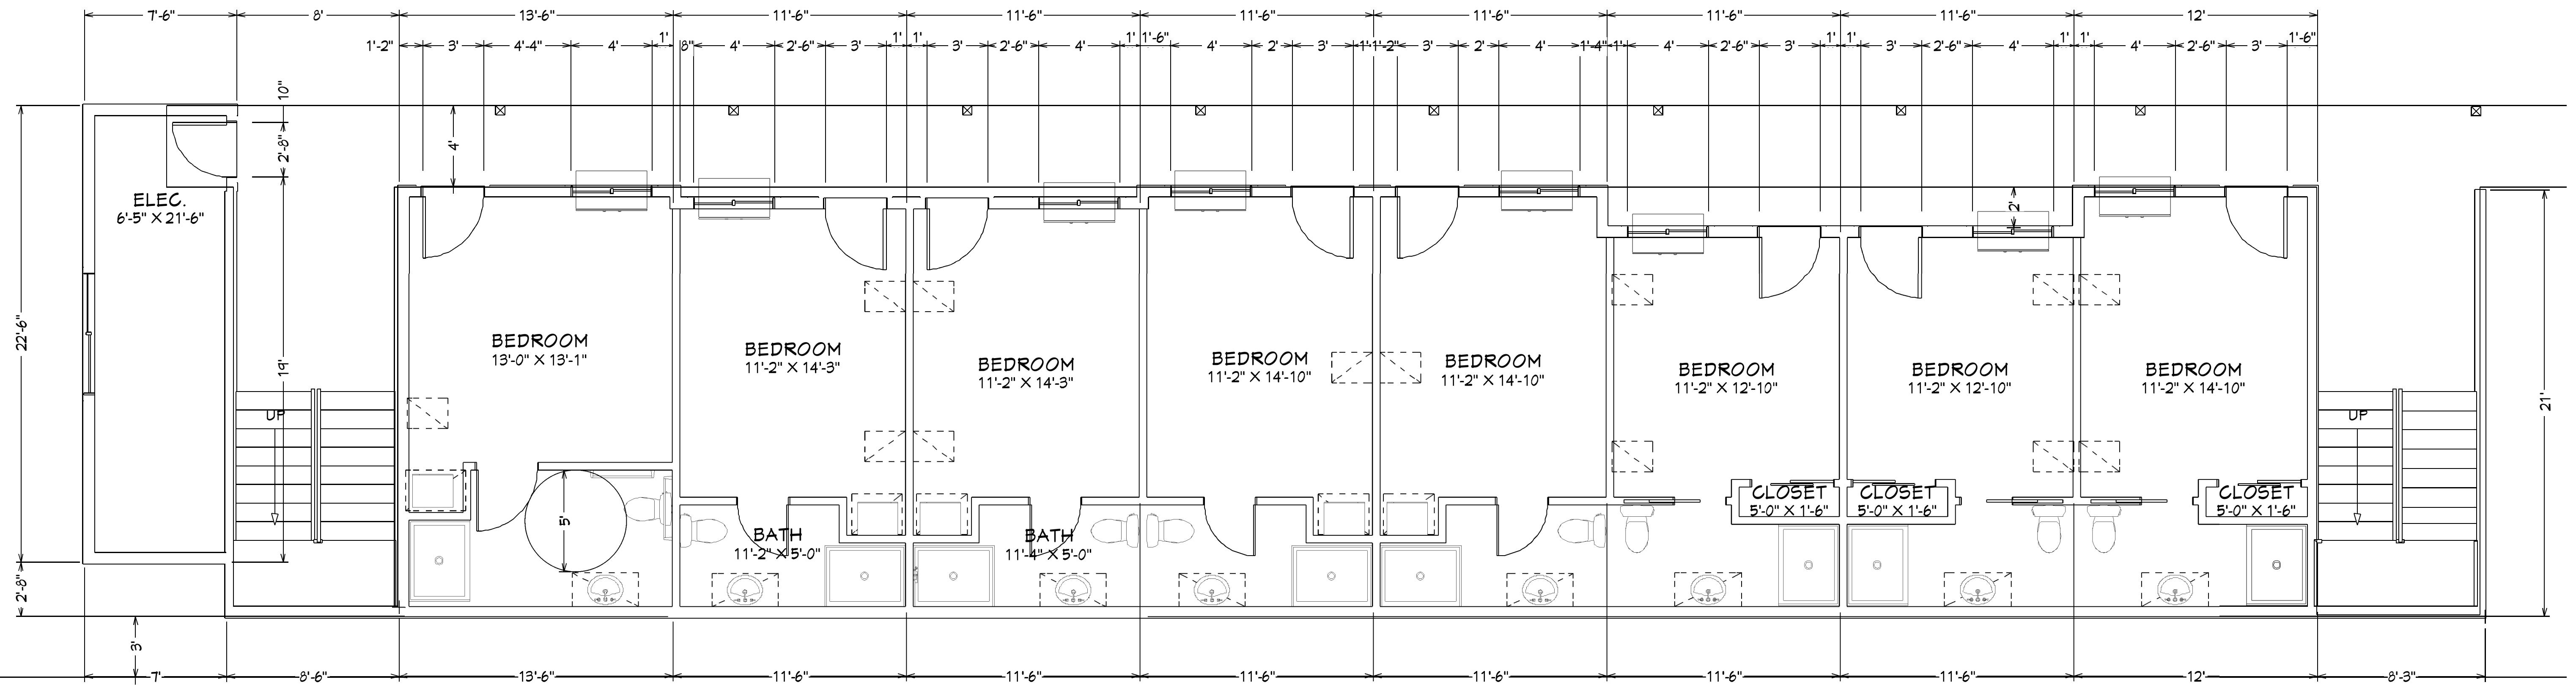 7'-6" 8' 13'-6" 11'-6" 11'-6" 11'-6" 11'-6" 11'-6" 11'-6" 12'
1'-2" 3' 4'-4" 4' 1' 8" 4' 2'-6" 3' 1' 1' 3' 2'-6" 4' 1' 1'-6" 4' 2' 3' 1' 1'-2" 3' 2' 4' 1'-4" 1' 4' 2'-6" 3' 1' 1' 3' 2'-6" 4' 1' 1' 4' 2'-6" 3' 1'-6"
10"
2'-8"
4'
ELEC.
6'-5" X 21'-6"
2'
22'-6"
19'
BEDROOM
13'-0" X 13'-1"
BEDROOM
11'-2" X 14'-3"
BEDROOM
11'-2" X 14'-3"
BEDROOM
11'-2" X 14'-10"
BEDROOM
11'-2" X 14'-10"
BEDROOM
11'-2" X 12'-10"
BEDROOM
11'-2" X 12'-10"
BEDROOM
11'-2" X 14'-10"
21'
UP
UP
CLOSET
5'-0" X 1'-6"
CLOSET
5'-0" X 1'-6"
CLOSET
5'-0" X 1'-6"
5'
BATH
11'-2" X 5'-0"
BATH
11'-4" X 5'-0"
2'-8"
3'
7' 8'-6" 13'-6" 11'-6" 11'-6" 11'-6" 11'-6" 11'-6" 11'-6" 12' 8'-3"